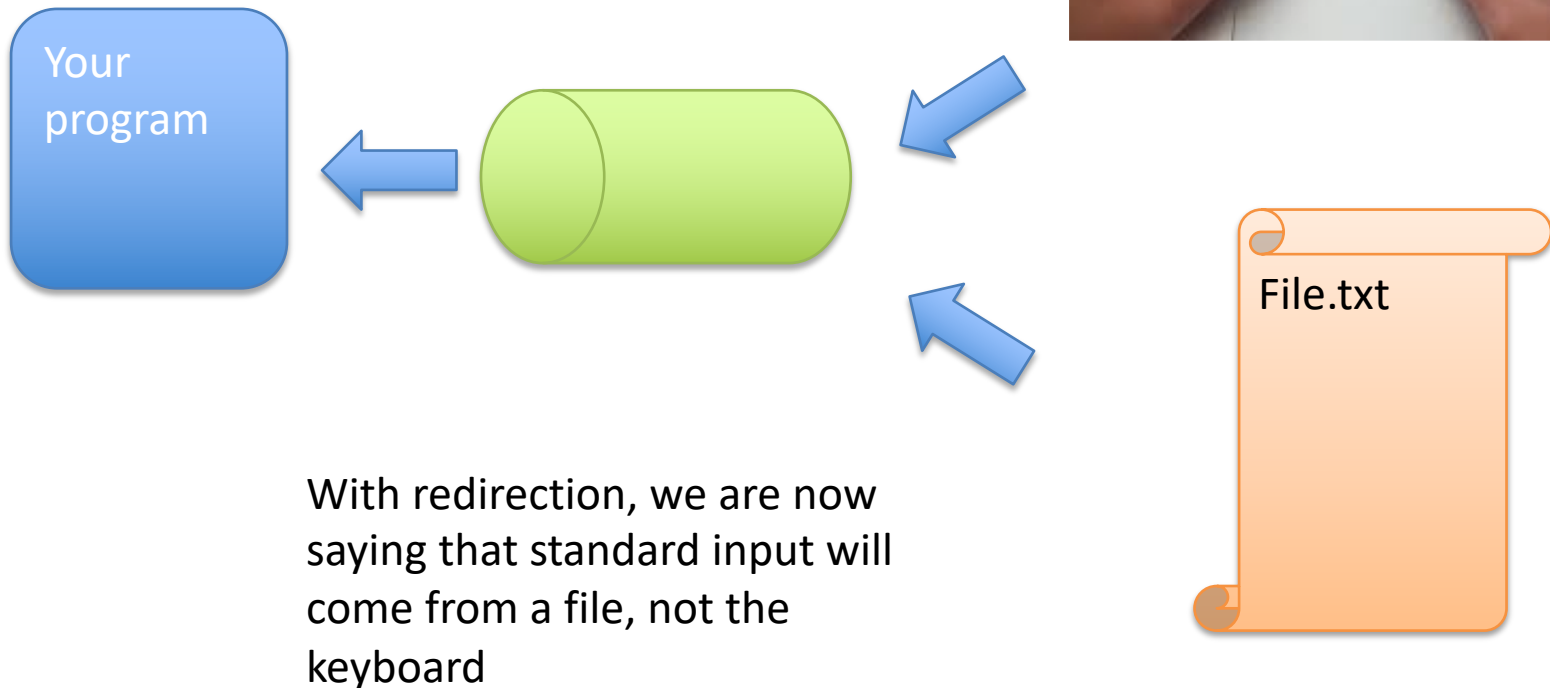 Your
program
File.txt
With redirection, we are now
saying that standard input will
come from a file, not the
keyboard